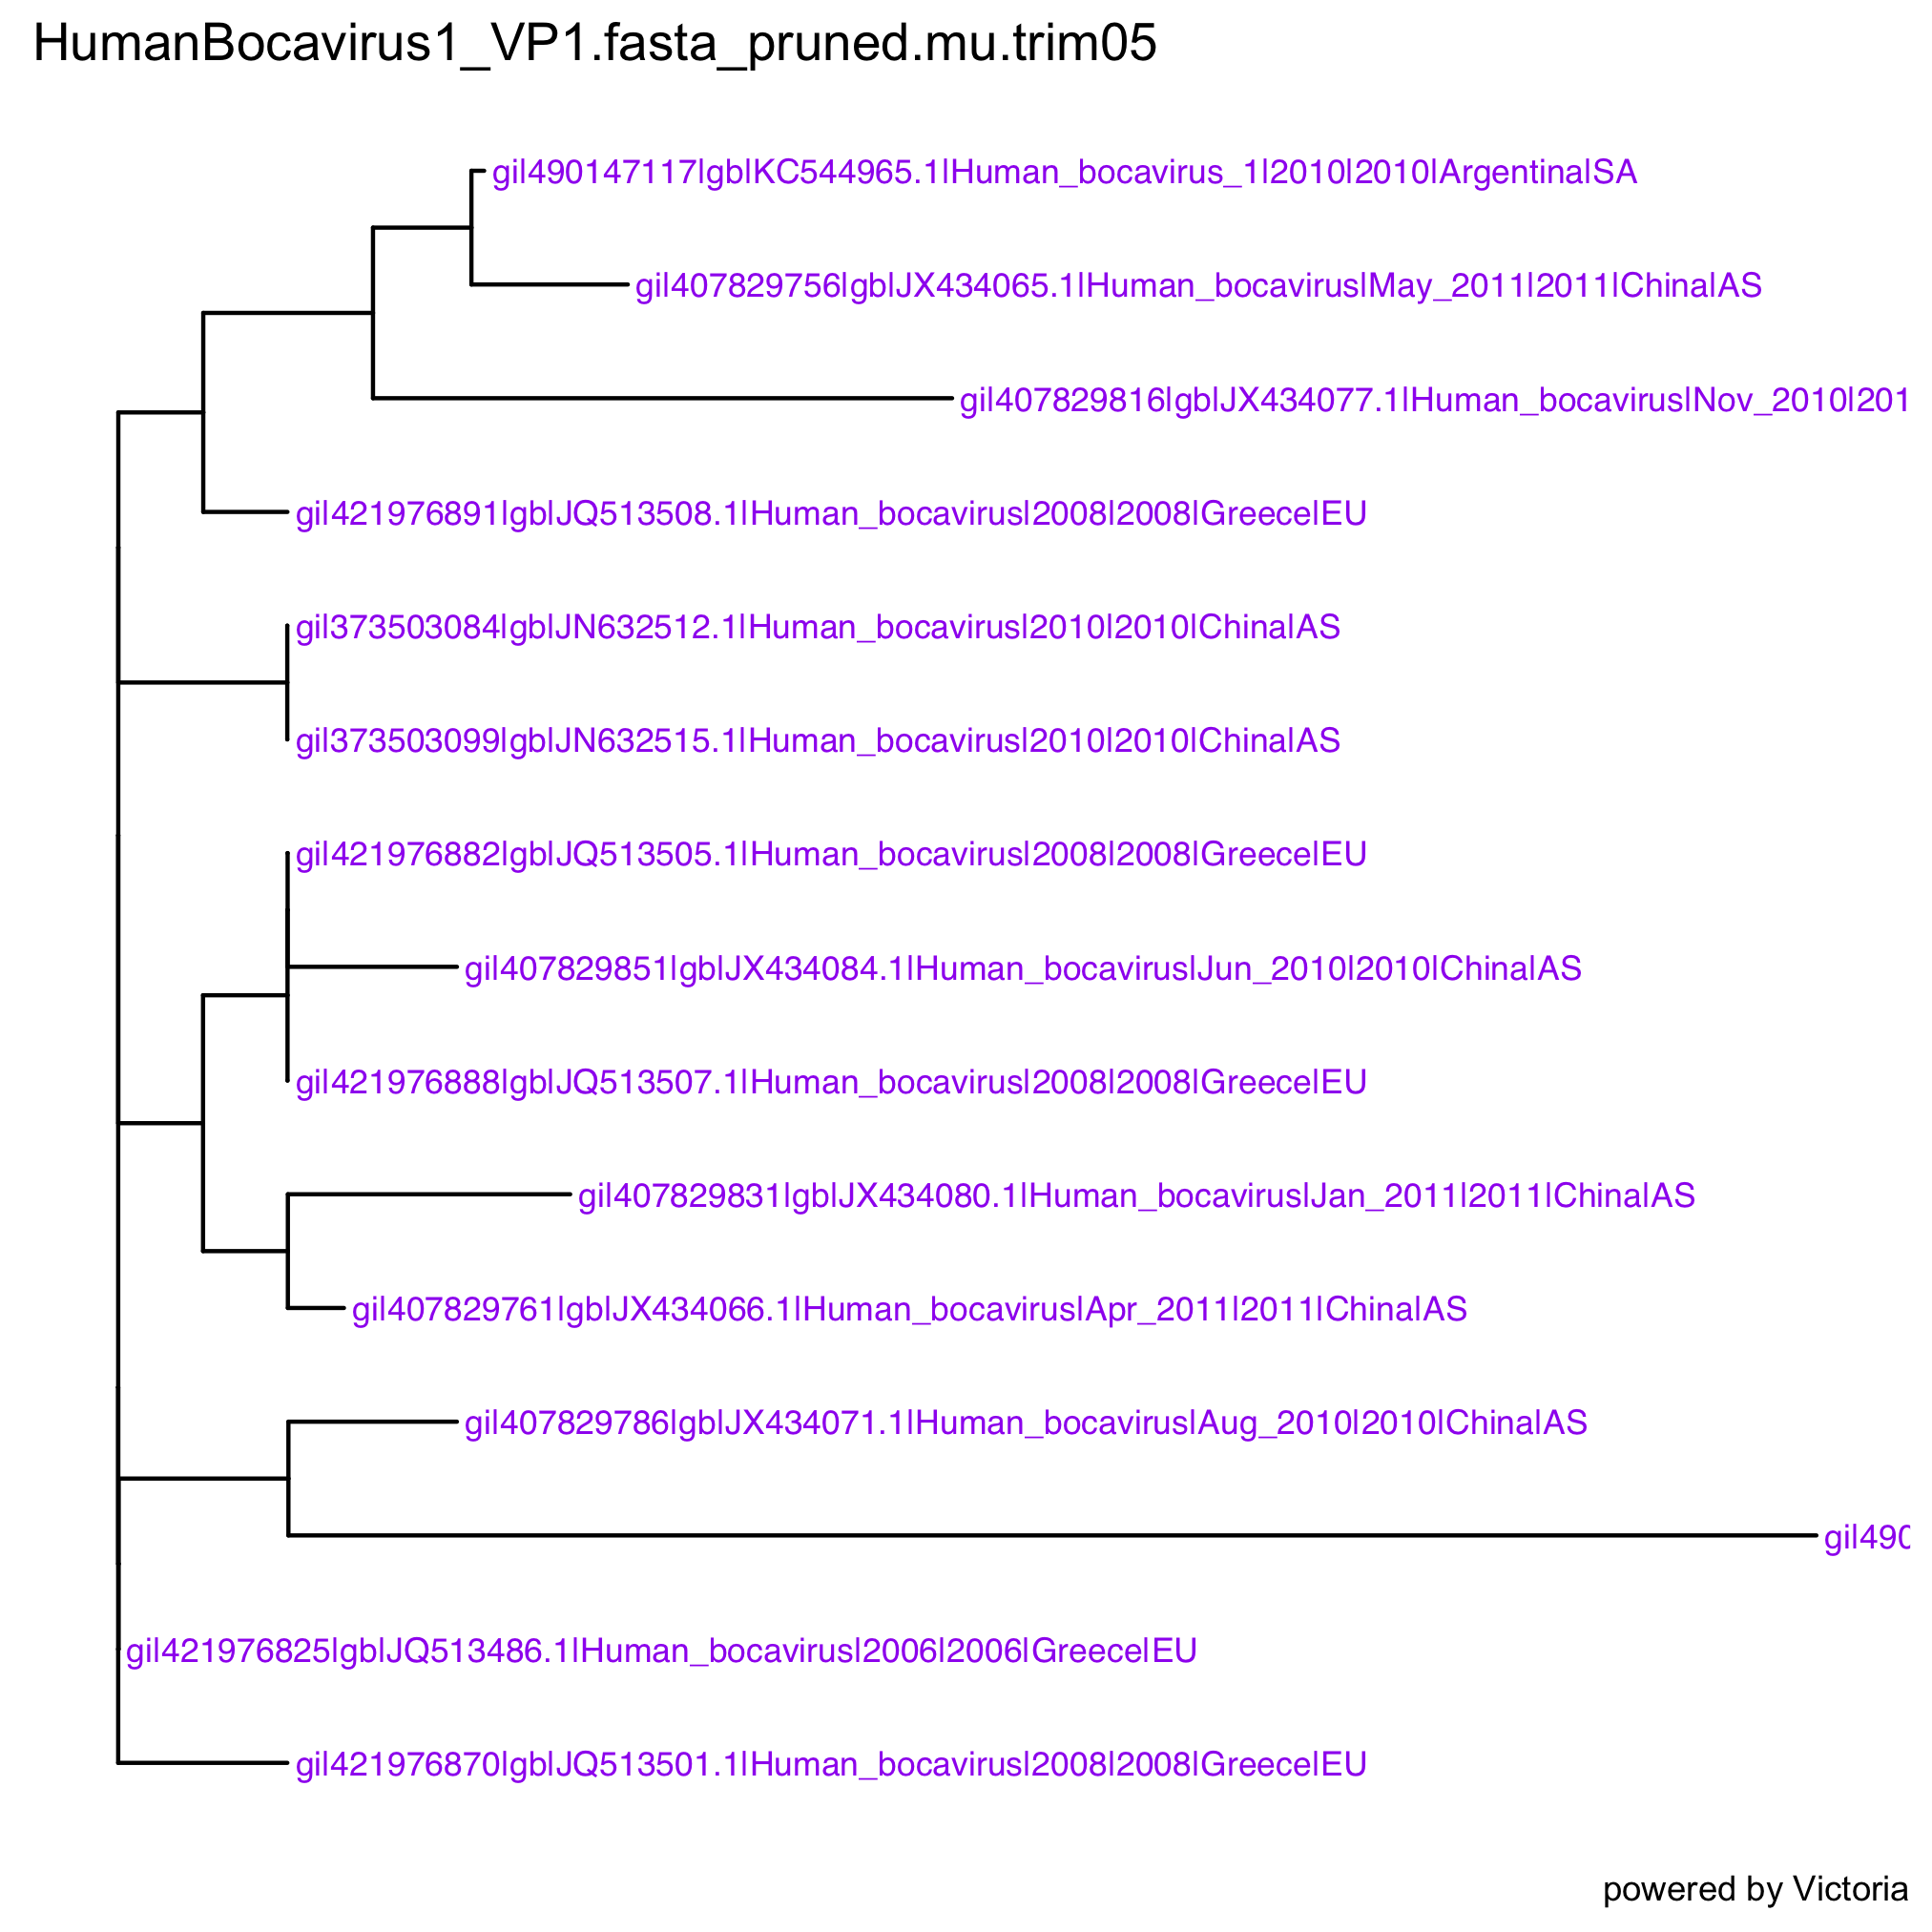 HumanBocavirus1_VP1.fasta_pruned.mu.trim05
gi|490147117|gb|KC544965.1|Human_bocavirus_1|2010|2010|Argentina|SA
gi|407829756|gb|JX434065.1|Human_bocavirus|May_2011|2011|China|AS
gi|407829816|gb|JX434077.1|Human_bocavirus|Nov_2010|201
gi|421976891|gb|JQ513508.1|Human_bocavirus|2008|2008|Greece|EU
gi|373503084|gb|JN632512.1|Human_bocavirus|2010|2010|China|AS
gi|373503099|gb|JN632515.1|Human_bocavirus|2010|2010|China|AS
gi|421976882|gb|JQ513505.1|Human_bocavirus|2008|2008|Greece|EU
gi|407829851|gb|JX434084.1|Human_bocavirus|Jun_2010|2010|China|AS
gi|421976888|gb|JQ513507.1|Human_bocavirus|2008|2008|Greece|EU
gi|407829831|gb|JX434080.1|Human_bocavirus|Jan_2011|2011|China|AS
gi|407829761|gb|JX434066.1|Human_bocavirus|Apr_2011|2011|China|AS
gi|407829786|gb|JX434071.1|Human_bocavirus|Aug_2010|2010|China|AS
gi|490
gi|421976825|gb|JQ513486.1|Human_bocavirus|2006|2006|Greece|EU
gi|421976870|gb|JQ513501.1|Human_bocavirus|2008|2008|Greece|EU
powered by Victoria